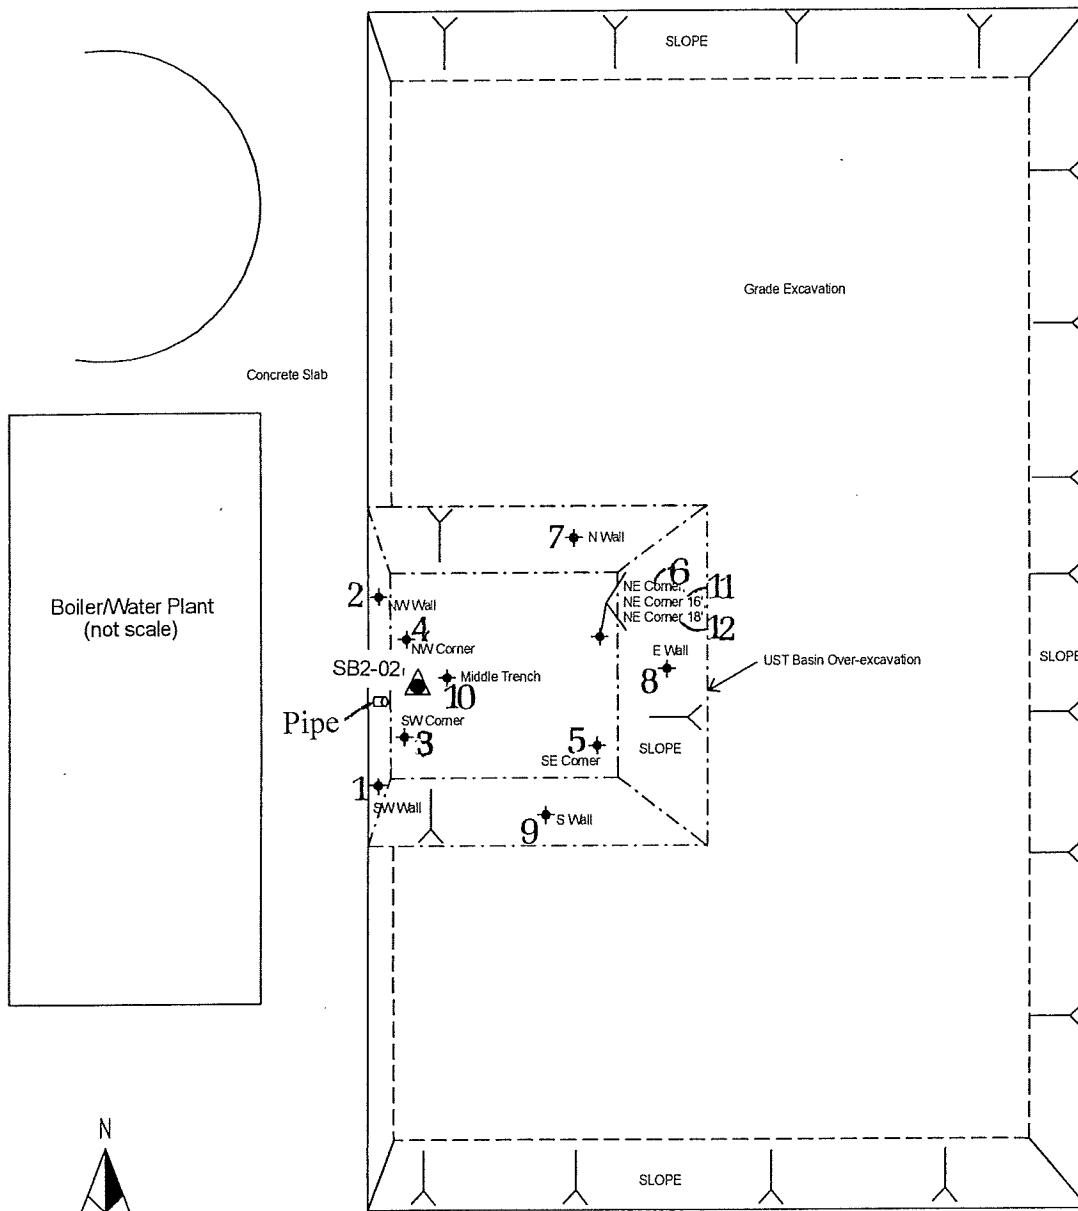 SLOPE
Grade Excavation
Concrete Slab
7 N Wall
2 NW Wall
NE Corner 6
NE Corner 16' 11
NE Corner 18' 12
Boiler/Water Plant
(not scale)
4
NW Corner
E Wall
8
UST Basin Over-excavation
SLOPE
SB2-02
Middle Trench
10
Pipe
SW Corner
3
5
SE Corner
SLOPE
1
SW Wall
9 S Wall
N
SLOPE